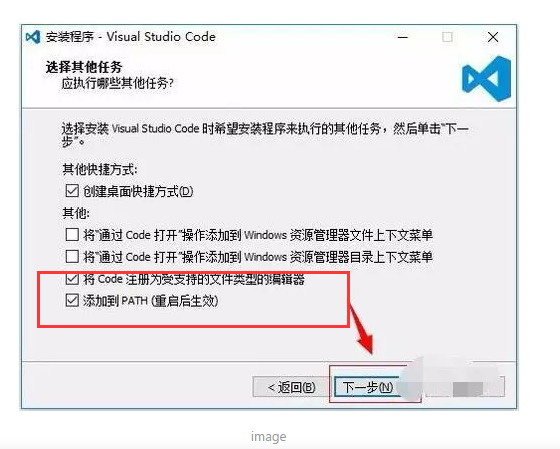 安装程序 - Visual Studio Code
选择其他任务
应执行哪些其他任务?
选择安装 Visual Studio Code 时希望安装程序来执行的其他任务，然后单击“下一
步”。
其他快捷方式:
创建桌面快捷方式(D)
其他:
将“通过 Code 打开”操作添加到 Windows 资源管理器文件上下文菜单
将“通过 Code 打开”操作添加到 Windows 资源管理器目录上下文菜单
将 Code 注册为受支持的文件类型的编辑器
添加到 PATH (重启后生效)
< 返回(B)
下一步(N)
image